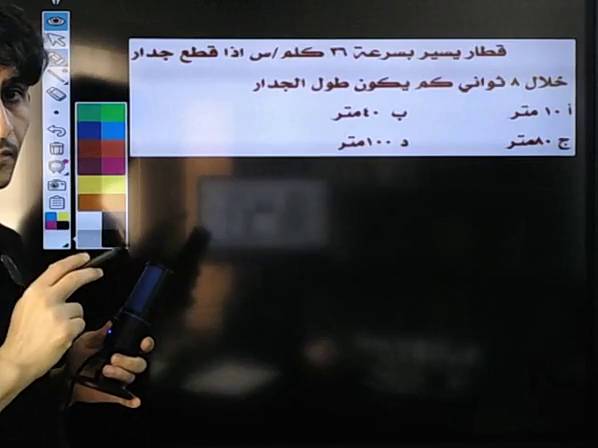 قطار يسير بسرعة ٣٦ كلم/س اذا قطع جدار
خلال ٨ ثواني كم يكون طول الجدار
أ ١٠ متر ب ٤٠متر
ج ٨٠متر د ١٠٠متر